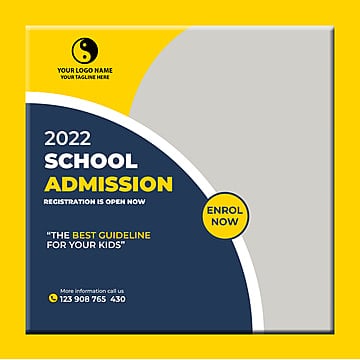 YOUR LOGO NAME
YOUR TAGLINE HERE
2022
SCHOOL
ADMISSION
REGISTRATION IS OPEN NOW
ENROL
NOW
“THE BEST GUIDELINE
FOR YOUR KIDS”
More information call us
123 908 765 430